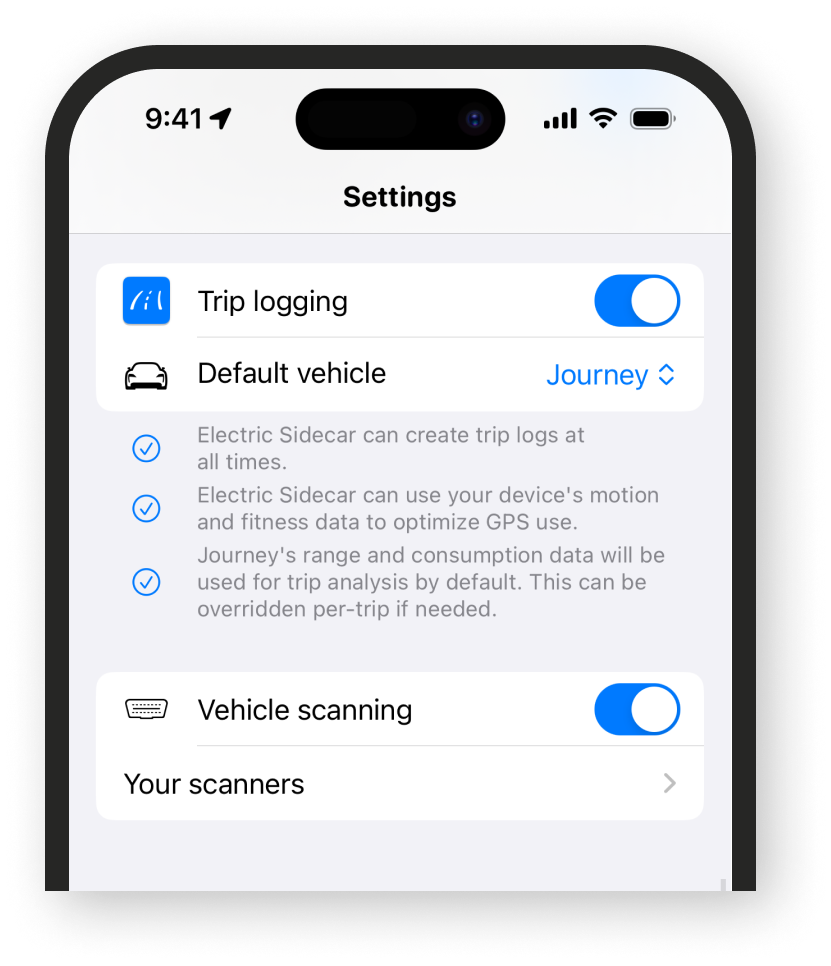 9:41
Settings
Trip logging
Default vehicle Journey
Electric Sidecar can create trip logs at
all times.
Electric Sidecar can use your device's motion
and fitness data to optimize GPS use.
Journey's range and consumption data will be
used for trip analysis by default. This can be
overridden per-trip if needed.
Vehicle scanning
Your scanners